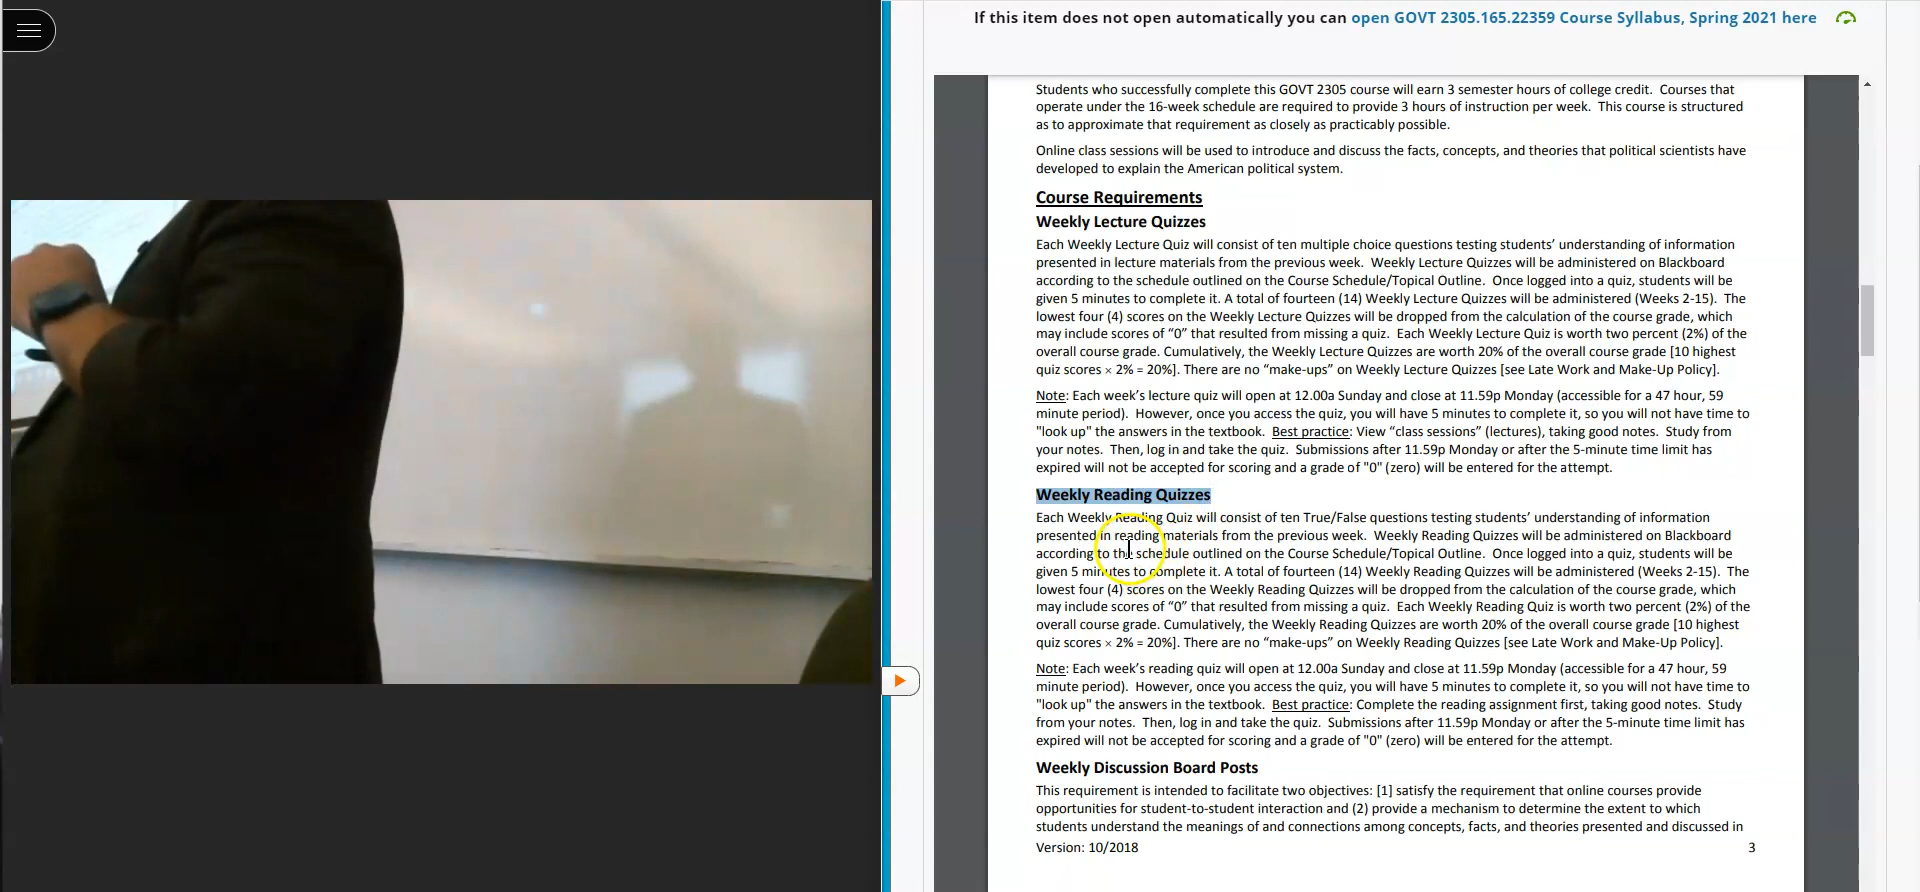 If this item does not open automatically you can open GOVT 2305.165.22359 Course Syllabus, Spring 2021 here
Students who successfully complete this GOVT 2305 course will earn 3 semester hours of college credit.  Courses that
operate under the 16-week schedule are required to provide 3 hours of instruction per week.  This course is structured
as to approximate that requirement as closely as practicably possible.
Online class sessions will be used to introduce and discuss the facts, concepts, and theories that political scientists have
developed to explain the American political system.
Course Requirements
Weekly Lecture Quizzes
Each Weekly Lecture Quiz will consist of ten multiple choice questions testing students’ understanding of information
presented in lecture materials from the previous week.  Weekly Lecture Quizzes will be administered on Blackboard
according to the schedule outlined on the Course Schedule/Topical Outline.  Once logged into a quiz, students will be
given 5 minutes to complete it. A total of fourteen (14) Weekly Lecture Quizzes will be administered (Weeks 2-15).  The
lowest four (4) scores on the Weekly Lecture Quizzes will be dropped from the calculation of the course grade, which
may include scores of “0” that resulted from missing a quiz.  Each Weekly Lecture Quiz is worth two percent (2%) of the
overall course grade. Cumulatively, the Weekly Lecture Quizzes are worth 20% of the overall course grade [10 highest
quiz scores × 2% = 20%]. There are no “make-ups” on Weekly Lecture Quizzes [see Late Work and Make-Up Policy].
Note: Each week’s lecture quiz will open at 12.00a Sunday and close at 11.59p Monday (accessible for a 47 hour, 59
minute period).  However, once you access the quiz, you will have 5 minutes to complete it, so you will not have time to
"look up" the answers in the textbook.  Best practice: View “class sessions” (lectures), taking good notes.  Study from
your notes.  Then, log in and take the quiz.  Submissions after 11.59p Monday or after the 5-minute time limit has
expired will not be accepted for scoring and a grade of "0" (zero) will be entered for the attempt.
Weekly Reading Quizzes
Each Weekly Reading Quiz will consist of ten True/False questions testing students’ understanding of information
presented in reading materials from the previous week.  Weekly Reading Quizzes will be administered on Blackboard
according to the schedule outlined on the Course Schedule/Topical Outline.  Once logged into a quiz, students will be
given 5 minutes to complete it. A total of fourteen (14) Weekly Reading Quizzes will be administered (Weeks 2-15).  The
lowest four (4) scores on the Weekly Reading Quizzes will be dropped from the calculation of the course grade, which
may include scores of “0” that resulted from missing a quiz.  Each Weekly Reading Quiz is worth two percent (2%) of the
overall course grade. Cumulatively, the Weekly Reading Quizzes are worth 20% of the overall course grade [10 highest
quiz scores × 2% = 20%]. There are no “make-ups” on Weekly Reading Quizzes [see Late Work and Make-Up Policy].
Note: Each week’s reading quiz will open at 12.00a Sunday and close at 11.59p Monday (accessible for a 47 hour, 59
minute period).  However, once you access the quiz, you will have 5 minutes to complete it, so you will not have time to
"look up" the answers in the textbook.  Best practice: Complete the reading assignment first, taking good notes.  Study
from your notes.  Then, log in and take the quiz.  Submissions after 11.59p Monday or after the 5-minute time limit has
expired will not be accepted for scoring and a grade of "0" (zero) will be entered for the attempt.
Weekly Discussion Board Posts
This requirement is intended to facilitate two objectives: [1] satisfy the requirement that online courses provide
opportunities for student-to-student interaction and (2) provide a mechanism to determine the extent to which
students understand the meanings of and connections among concepts, facts, and theories presented and discussed in
Version: 10/2018 3